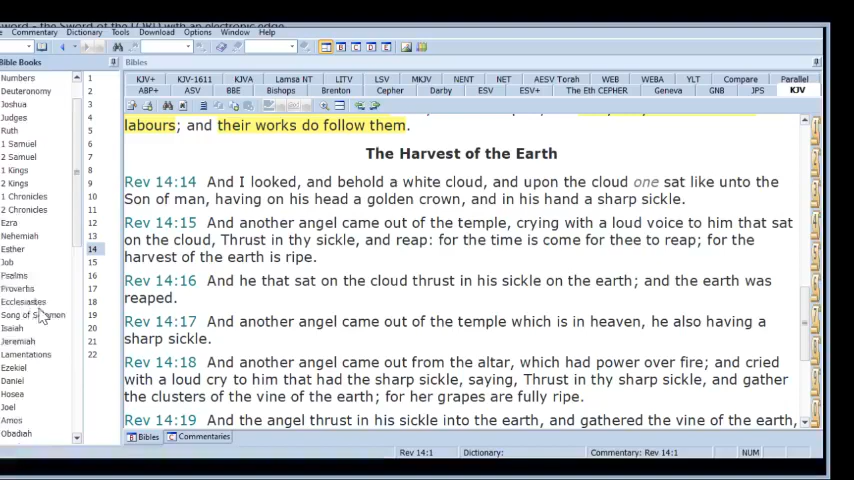 Commentary Dictionary Tools Download Options Window Help
Bible Books
Bibles
Numbers
Deuteronomy
Joshua
Judges
Ruth
1 Samuel
2 Samuel
1 Kings
2 Kings
1 Chronicles
2 Chronicles
Ezra
Nehemiah
Esther
Job
Psalms
Proverbs
Ecclesiastes
Song of Solomon
Isaiah
Jeremiah
Lamentations
Ezekiel
Daniel
Hosea
Joel
Amos
Obadiah
1
2
3
4
5
6
7
8
9
10
11
12
13
14
15
16
17
18
19
20
21
22
KJV+ KJV-1611 KJVA Lamsa NT LITV LSV MKJV NENT NET AESV Torah WEB WEBA YLT Compare Parallel
ABP+ ASV BBE Bishops Brenton Cepher Darby ESV ESV+ The Eth CEPHER Geneva GNB JPS KJV
labours; and their works do follow them.
The Harvest of the Earth
Rev 14:14 And I looked, and behold a white cloud, and upon the cloud one sat like unto the
Son of man, having on his head a golden crown, and in his hand a sharp sickle.
Rev 14:15 And another angel came out of the temple, crying with a loud voice to him that sat
on the cloud, Thrust in thy sickle, and reap: for the time is come for thee to reap; for the
harvest of the earth is ripe.
Rev 14:16 And he that sat on the cloud thrust in his sickle on the earth; and the earth was
reaped.
Rev 14:17 And another angel came out of the temple which is in heaven, he also having a
sharp sickle.
Rev 14:18 And another angel came out from the altar, which had power over fire; and cried
with a loud cry to him that had the sharp sickle, saying, Thrust in thy sharp sickle, and gather
the clusters of the vine of the earth; for her grapes are fully ripe.
Rev 14:19 And the angel thrust in his sickle into the earth, and gathered the vine of the earth,
Bibles Commentaries
Rev 14:1 Dictionary: Commentary: Rev 14:1 NUM